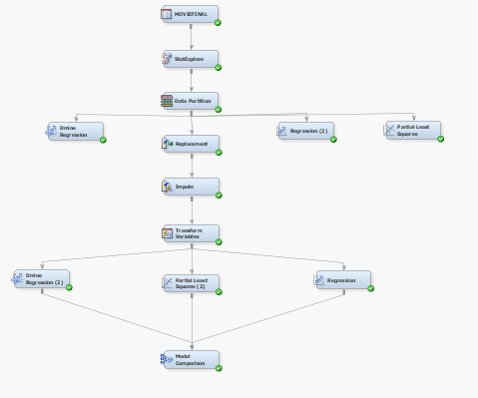 MOVIEFINAL
StatExplore
Data Partition
Dmine
Regression
Replacement
Regression (2)
Partial Least
Squares
Impute
Transform
Variables
Dmine
Regression (2)
Partial Least
Squares (2)
Regression
Model
Comparison